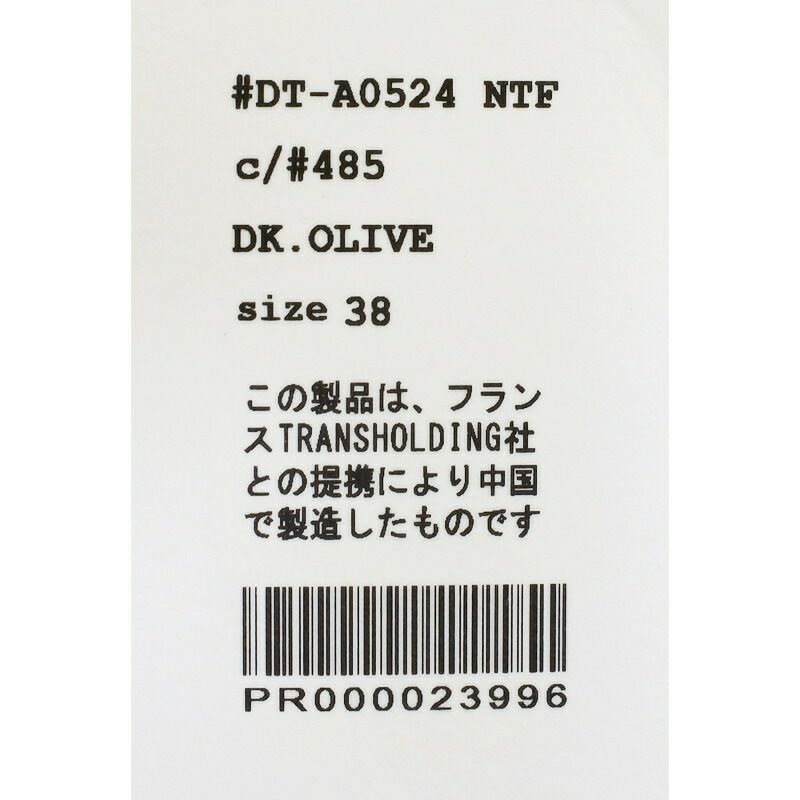 #DT-A0524 NTF
c/#485
DK.OLIVE
size 38
この製品は、フラン
スTRANSHOLDING社
との提携により中国
で製造したものです
PR000023996